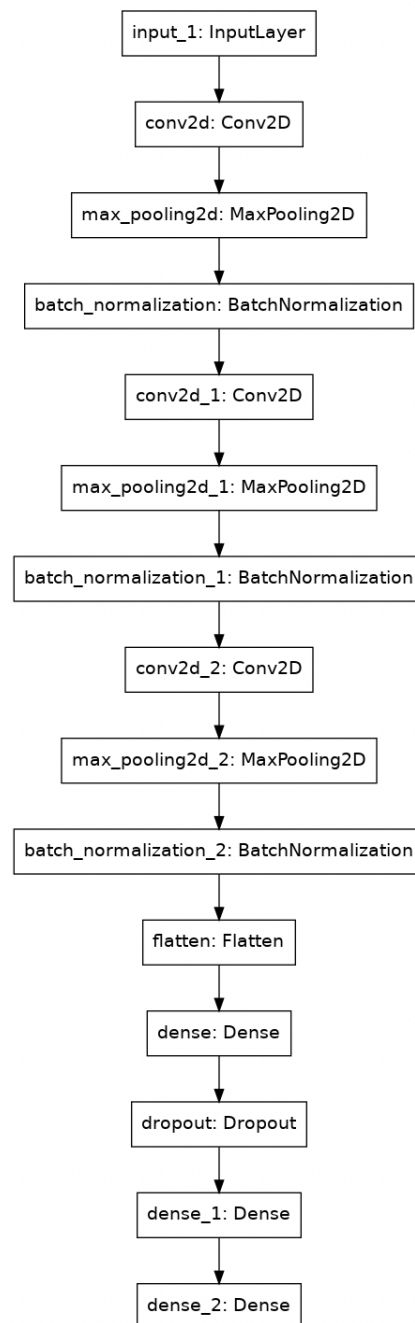 input_1: InputLayer
conv2d: Conv2D
max_pooling2d: MaxPooling2D
batch_normalization: BatchNormalization
conv2d_1: Conv2D
max_pooling2d_1: MaxPooling2D
batch_normalization_1: BatchNormalization
conv2d_2: Conv2D
max_pooling2d_2: MaxPooling2D
batch_normalization_2: BatchNormalization
flatten: Flatten
dense: Dense
dropout: Dropout
dense_1: Dense
dense_2: Dense